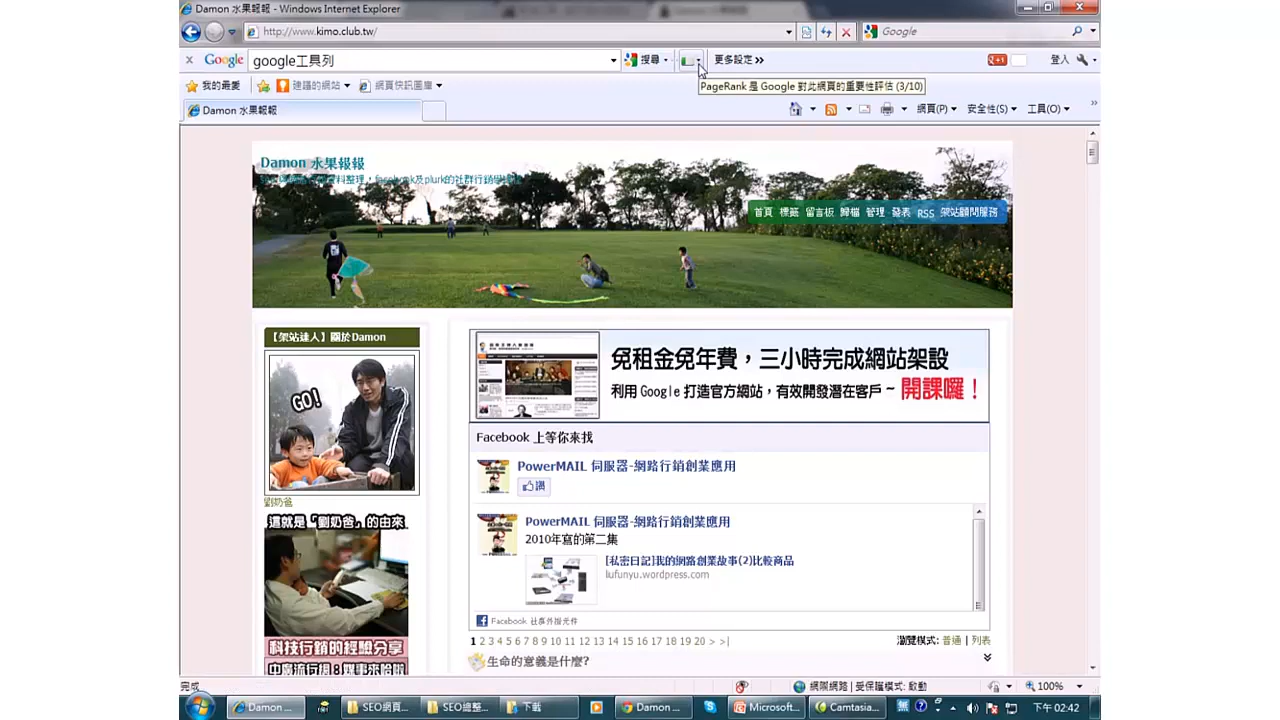 Damon 水果報報 - Windows Internet Explorer
http://www.kimo.club.tw/
Google
Google
google工具列
搜尋
更多設定 »
+1
登入
PageRank 是 Google 對此網頁的重要性評估 (3/10)
我的最愛
建議的網站
網頁快訊圖庫
Damon 水果報報
網頁(P)
安全性(S)
工具(O)
Damon 水果報報
首頁 標籤 留言板 歸檔 管理 發表 RSS 架站顧問服務
【架站達人】關於Damon
GO!
劉奶爸
這就是「劉奶爸」的由來
科技行銷的經驗分享
免租金免年費，三小時完成網站架設
利用 Google 打造官方網站，有效開發潛在客戶 ~ 開課囉！
Facebook 上等你來找
PowerMAIL 伺服器-網路行銷創業應用
讚
PowerMAIL 伺服器-網路行銷創業應用
2010年寫的第二集
[私密日記]我的網路創業故事(2)比較商品
liufunyu.wordpress.com
Facebook 社群外掛元件
1 2 3 4 5 6 7 8 9 10 11 12 13 14 15 16 17 18 19 20 > >|
瀏覽模式: 普通 | 列表
生命的意義是什麼?
完成
網際網路 | 受保護模式: 啟動
100%
Damon ...
SEO網頁...
SEO總整...
下載
Damon ...
Microsoft...
Camtasia...
下午 02:42